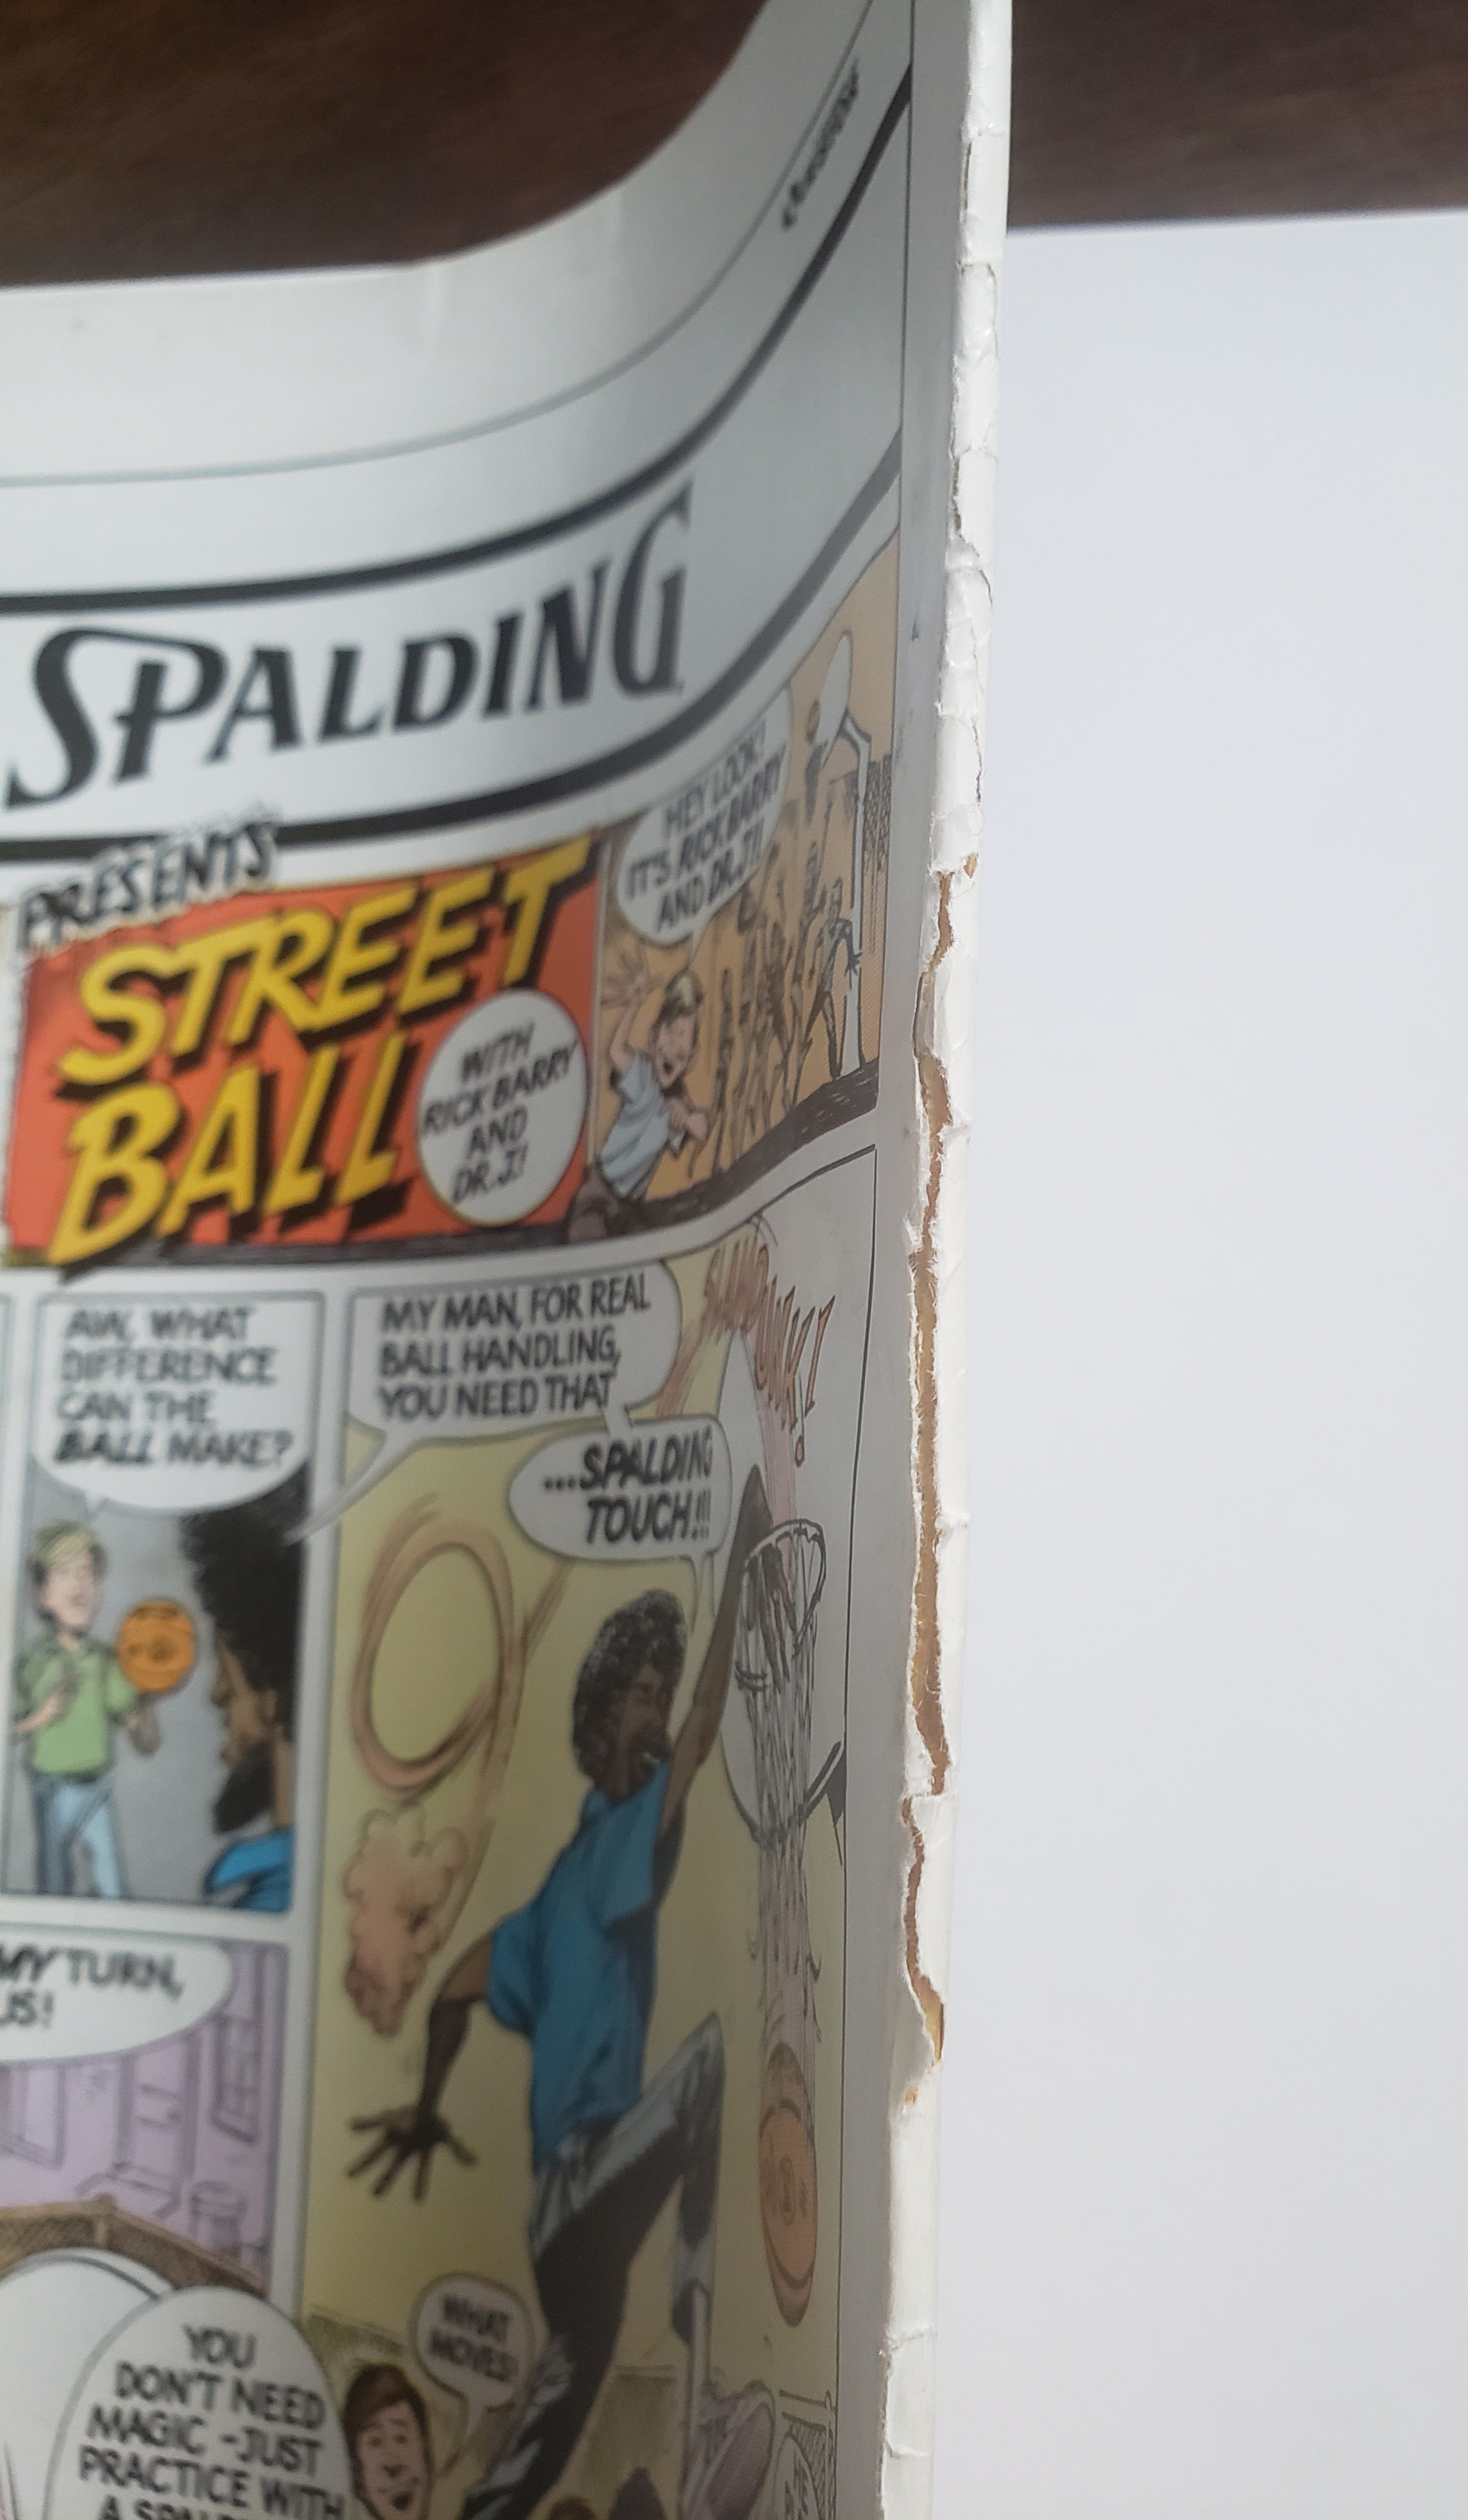 SPALDING
PRESENTS
STREET
BALL
WITH
RICK BARRY
AND
DR. J!
HEY LOOK!
IT'S RICK BARRY
AND DR. J!!
AW, WHAT
DIFFERENCE
CAN THE
BALL MAKE?
MY MAN, FOR REAL
BALL HANDLING,
YOU NEED THAT
...SPALDING
TOUCH!!!
MY TURN,
US!
WHAT
MOVES!
YOU
DON'T NEED
MAGIC -JUST
PRACTICE WITH
A